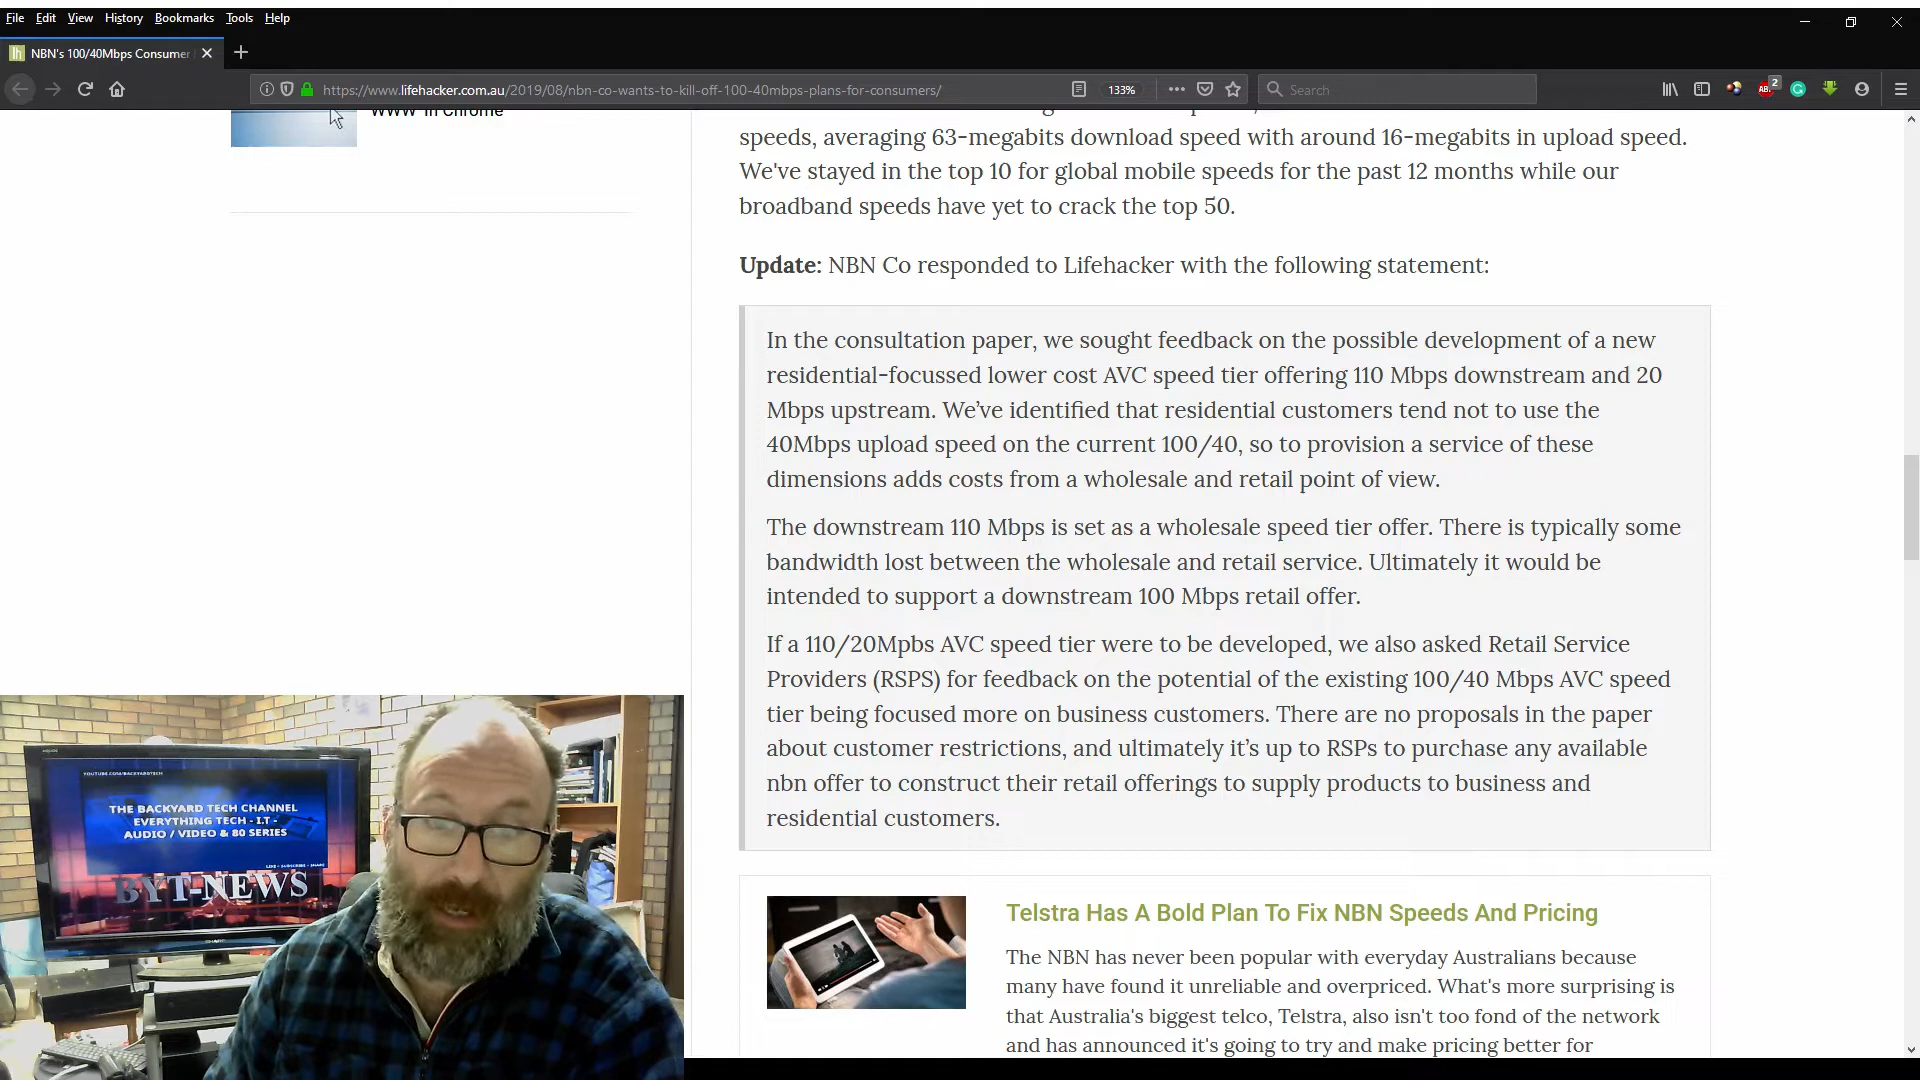 File Edit View History Bookmarks Tools Help
NBN's 100/40Mbps Consumer
https://www.lifehacker.com.au/2019/08/nbn-co-wants-to-kill-off-100-40mbps-plans-for-consumers/
133%
Search
2
WWW' In Chrome
speeds, averaging 63-megabits download speed with around 16-megabits in upload speed.
We've stayed in the top 10 for global mobile speeds for the past 12 months while our
broadband speeds have yet to crack the top 50.
Update: NBN Co responded to Lifehacker with the following statement:
In the consultation paper, we sought feedback on the possible development of a new
residential-focussed lower cost AVC speed tier offering 110 Mbps downstream and 20
Mbps upstream. We’ve identified that residential customers tend not to use the
40Mbps upload speed on the current 100/40, so to provision a service of these
dimensions adds costs from a wholesale and retail point of view.
The downstream 110 Mbps is set as a wholesale speed tier offer. There is typically some
bandwidth lost between the wholesale and retail service. Ultimately it would be
intended to support a downstream 100 Mbps retail offer.
If a 110/20Mpbs AVC speed tier were to be developed, we also asked Retail Service
Providers (RSPS) for feedback on the potential of the existing 100/40 Mbps AVC speed
tier being focused more on business customers. There are no proposals in the paper
about customer restrictions, and ultimately it’s up to RSPs to purchase any available
nbn offer to construct their retail offerings to supply products to business and
residential customers.
Telstra Has A Bold Plan To Fix NBN Speeds And Pricing
The NBN has never been popular with everyday Australians because
many have found it unreliable and overpriced. What's more surprising is
that Australia's biggest telco, Telstra, also isn't too fond of the network
and has announced it's going to try and make pricing better for
YOUTUBE.COM/BACKYARDTECH
THE BACKYARD TECH CHANNEL
EVERYTHING TECH - I.T -
AUDIO / VIDEO & 80 SERIES
LIKE - SUBSCRIBE - SHARE
BYT-NEWS
SHARP